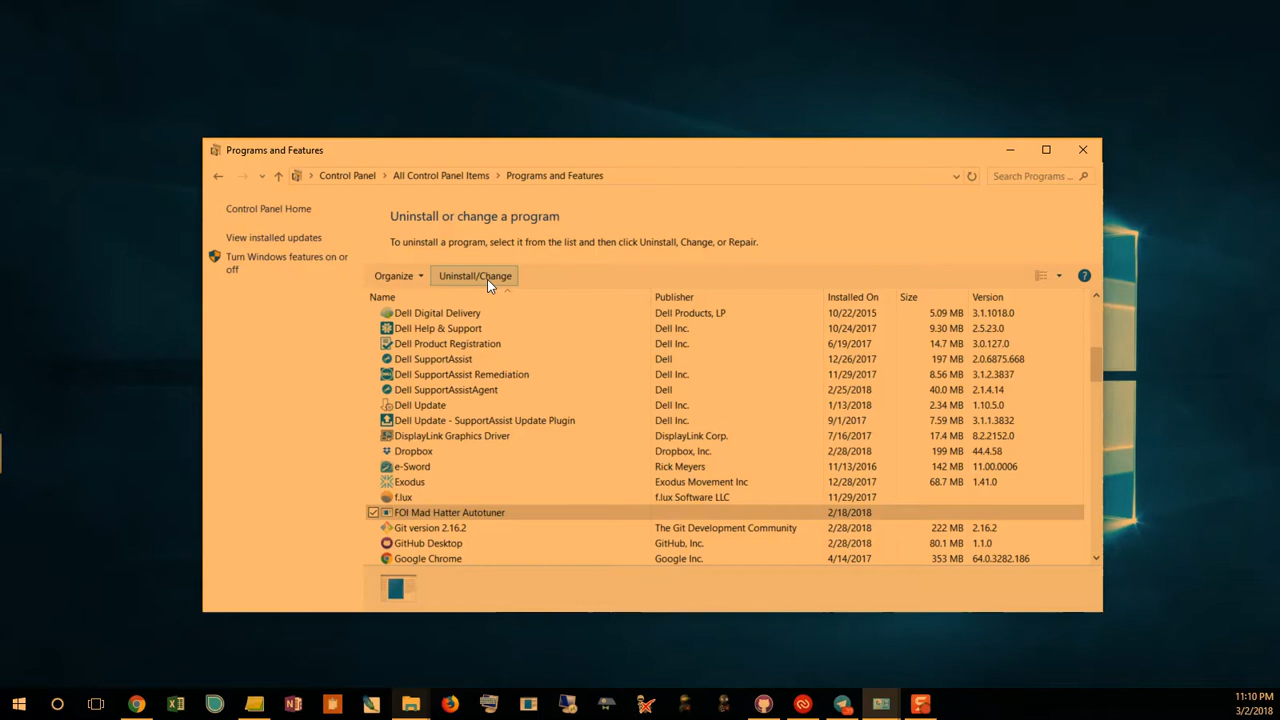 Programs and Features
Control Panel > All Control Panel Items > Programs and Features
Search Programs ...
Control Panel Home
View installed updates
Turn Windows features on or
off
Uninstall or change a program
To uninstall a program, select it from the list and then click Uninstall, Change, or Repair.
Organize Uninstall/Change
Name Publisher Installed On Size Version
Dell Digital Delivery Dell Products, LP 10/22/2015 5.09 MB 3.1.1018.0
Dell Help & Support Dell Inc. 10/24/2017 9.30 MB 2.5.23.0
Dell Product Registration Dell Inc. 6/19/2017 14.7 MB 3.0.127.0
Dell SupportAssist Dell 12/26/2017 197 MB 2.0.6875.668
Dell SupportAssist Remediation Dell Inc. 11/29/2017 8.56 MB 3.1.2.3837
Dell SupportAssistAgent Dell 2/25/2018 40.0 MB 2.1.4.14
Dell Update Dell Inc. 1/13/2018 2.34 MB 1.10.5.0
Dell Update - SupportAssist Update Plugin Dell Inc. 9/1/2017 7.59 MB 3.1.1.3832
DisplayLink Graphics Driver DisplayLink Corp. 7/16/2017 17.4 MB 8.2.2152.0
Dropbox Dropbox, Inc. 2/28/2018 199 MB 44.4.58
e-Sword Rick Meyers 11/13/2016 142 MB 11.00.0006
Exodus Exodus Movement Inc 12/28/2017 68.7 MB 1.41.0
f.lux f.lux Software LLC 11/29/2017
FOI Mad Hatter Autotuner 2/18/2018
Git version 2.16.2 The Git Development Community 2/28/2018 222 MB 2.16.2
GitHub Desktop GitHub, Inc. 2/28/2018 80.1 MB 1.1.0
Google Chrome Google Inc. 4/14/2017 353 MB 64.0.3282.186
11:10 PM
3/2/2018